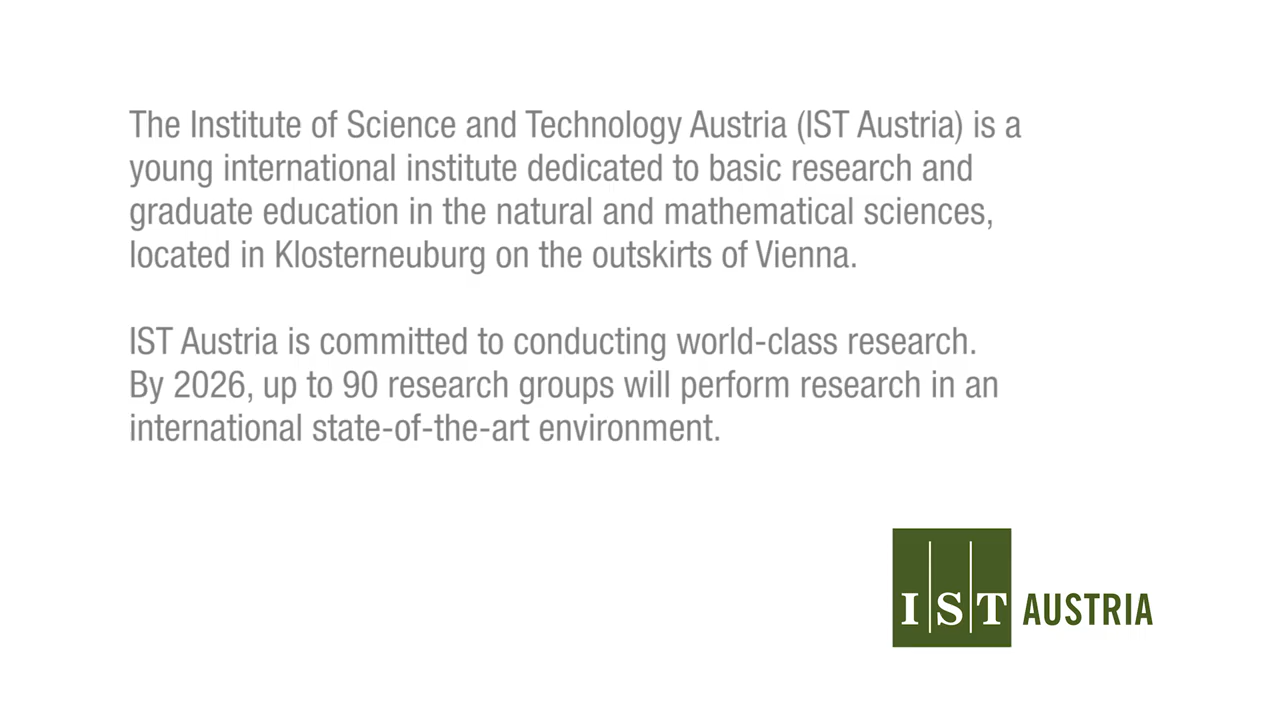 The Institute of Science and Technology Austria (IST Austria) is a
young international institute dedicated to basic research and
graduate education in the natural and mathematical sciences,
located in Klosterneuburg on the outskirts of Vienna.
IST Austria is committed to conducting world-class research.
By 2026, up to 90 research groups will perform research in an
international state-of-the-art environment.
IST AUSTRIA